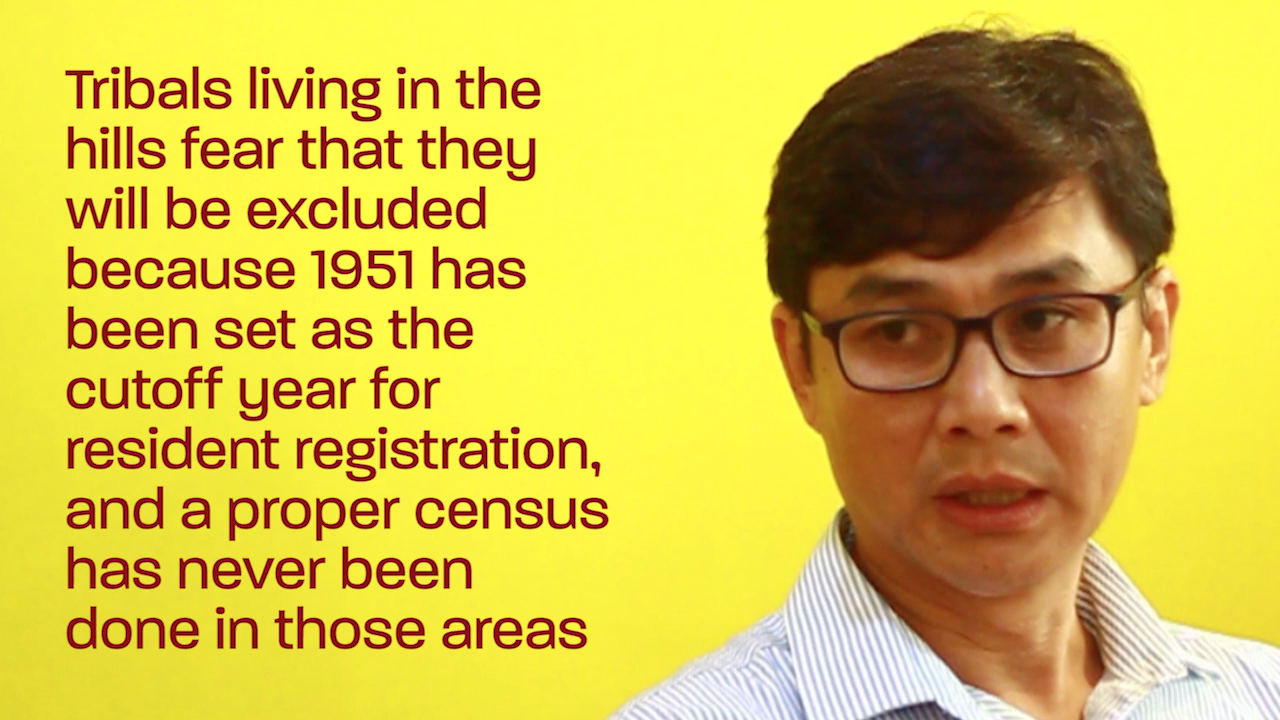 Tribals living in the
hills fear that they
will be excluded
because 1951 has
been set as the
cutoff year for
resident registration,
and a proper census
has never been
done in those areas